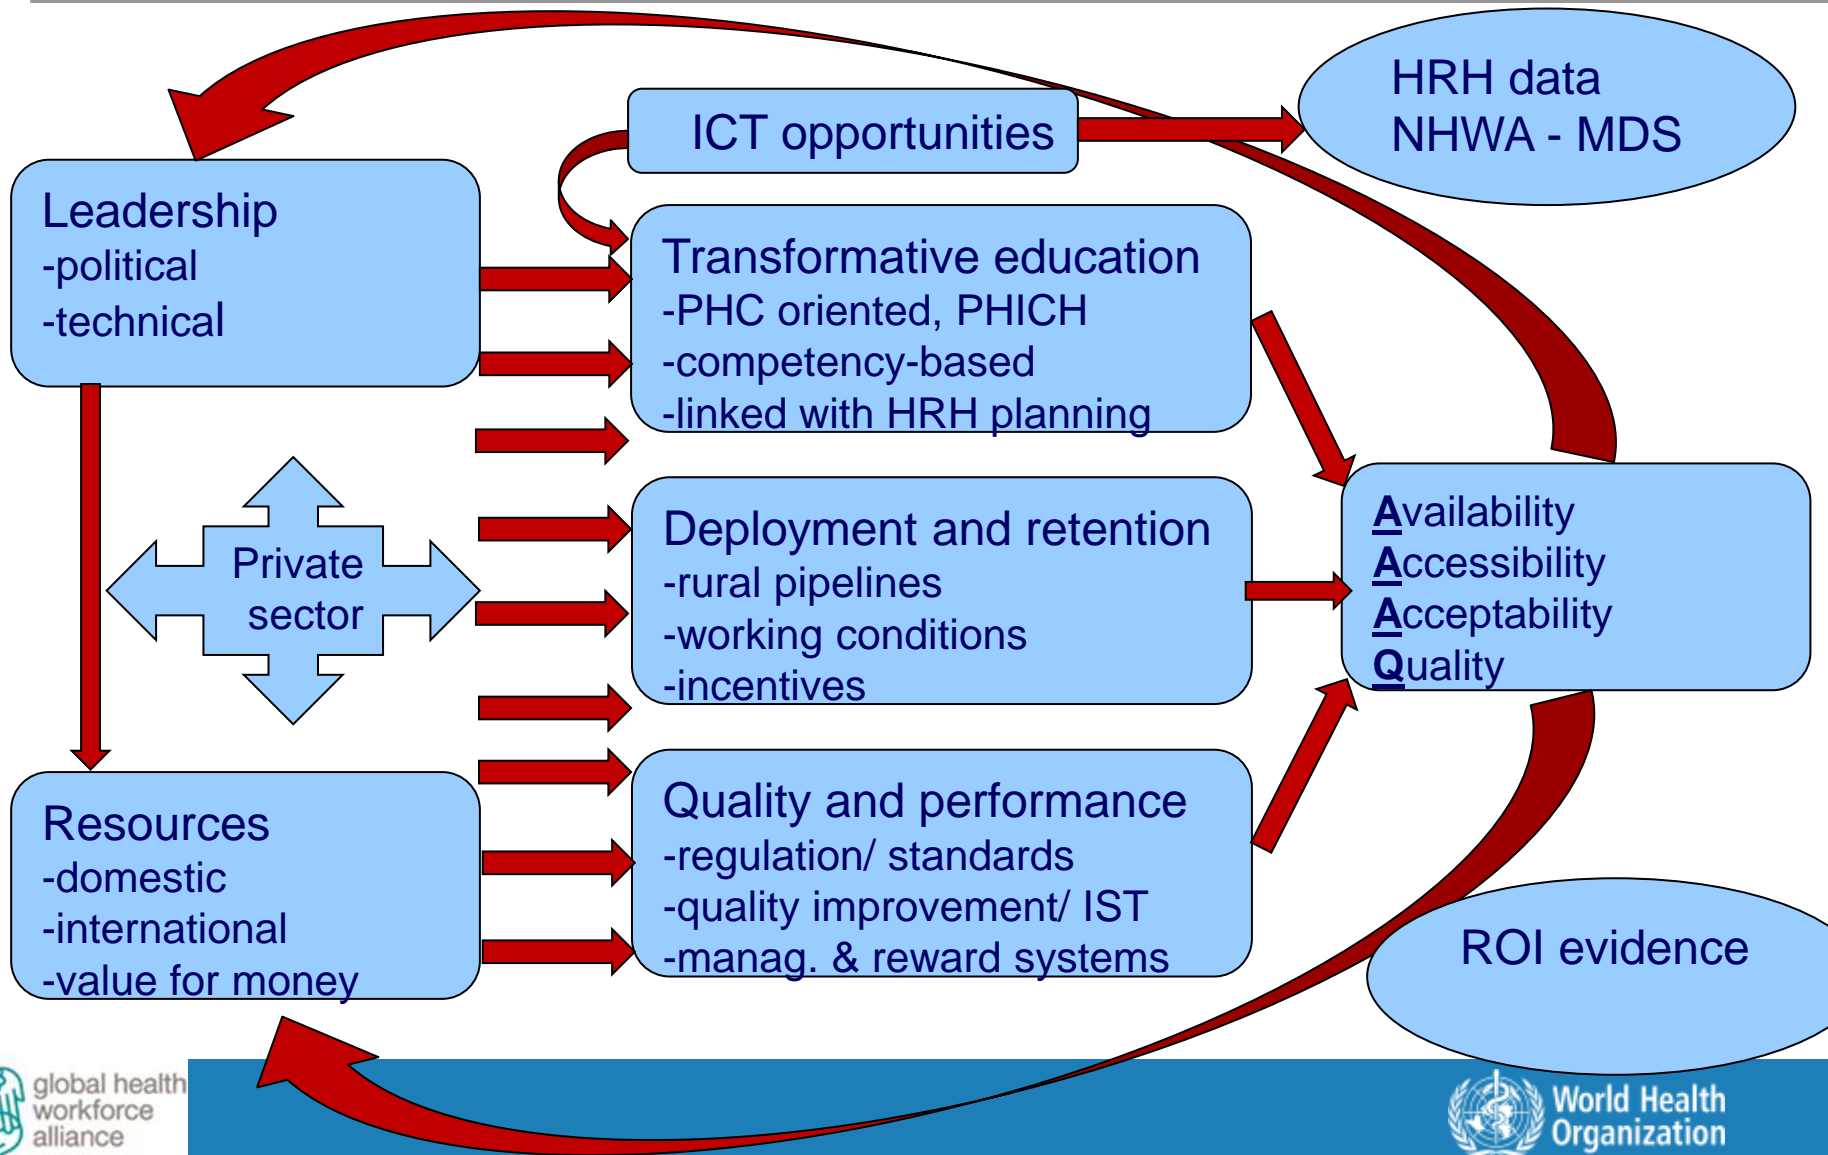 HRH data
NHWA - MDS
ICT opportunities
Leadership
-political
-technical
Transformative education
-PHC oriented, PHICH
-competency-based
-linked with HRH planning
Private
sector
Deployment and retention
-rural pipelines
-working conditions
-incentives
Availability
Accessibility
Acceptability
Quality
Resources
-domestic
-international
-value for money
Quality and performance
-regulation/ standards
-quality improvement/ IST
-manag. & reward systems
ROI evidence
global health
workforce
alliance
World Health
Organization